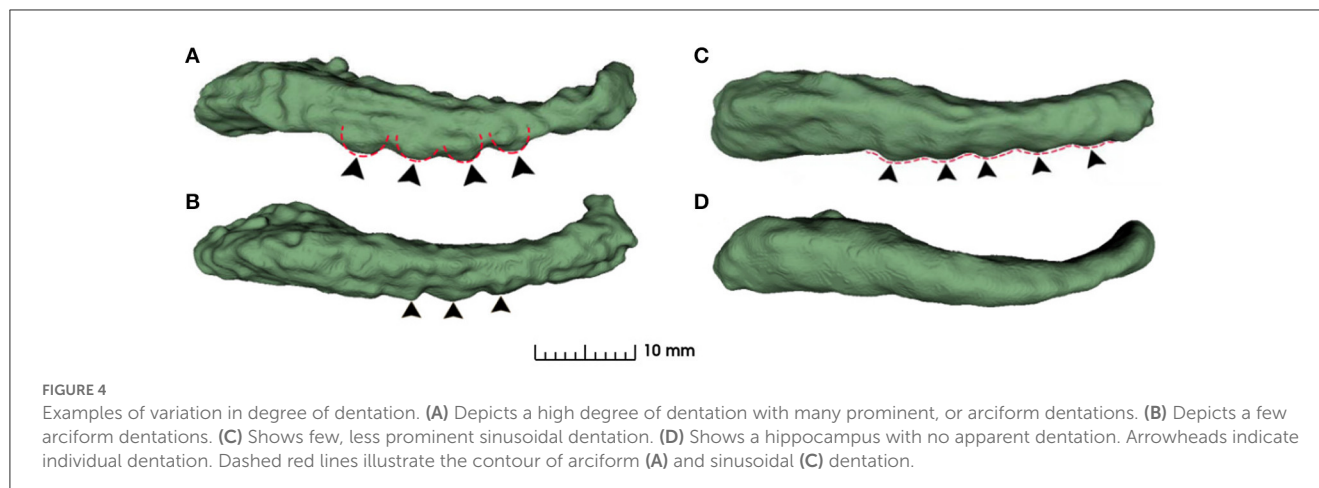 A
C
B
D
10 mm
FIGURE 4
Examples of variation in degree of dentation. (A) Depicts a high degree of dentation with many prominent, or arciform dentations. (B) Depicts a few
arciform dentations. (C) Shows few, less prominent sinusoidal dentation. (D) Shows a hippocampus with no apparent dentation. Arrowheads indicate
individual dentation. Dashed red lines illustrate the contour of arciform (A) and sinusoidal (C) dentation.